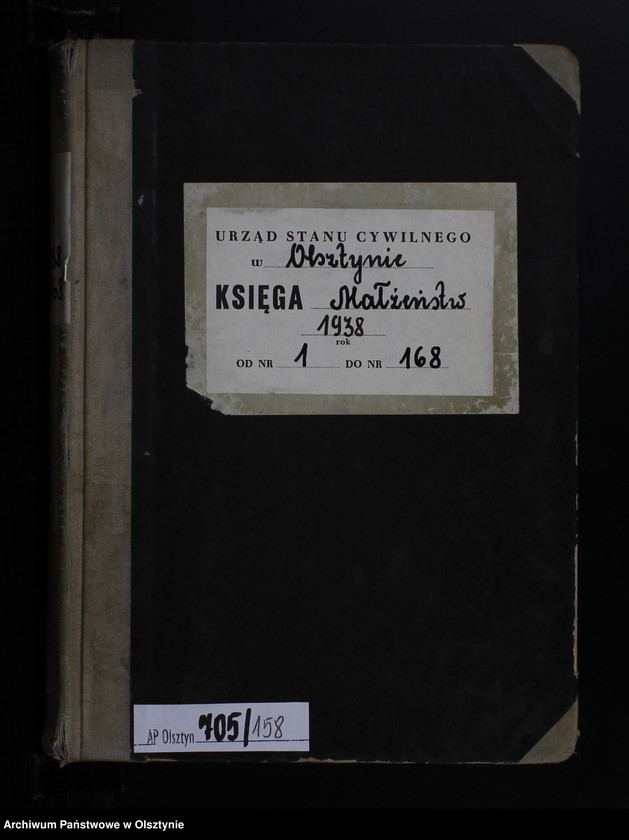 URZĄD STANU CYWILNEGO
w Olsztynie
KSIĘGA Małżeństw
1938
rok
OD NR 1 DO NR 168
AP Olsztyn 705/158
Archiwum Państwowe w Olsztynie